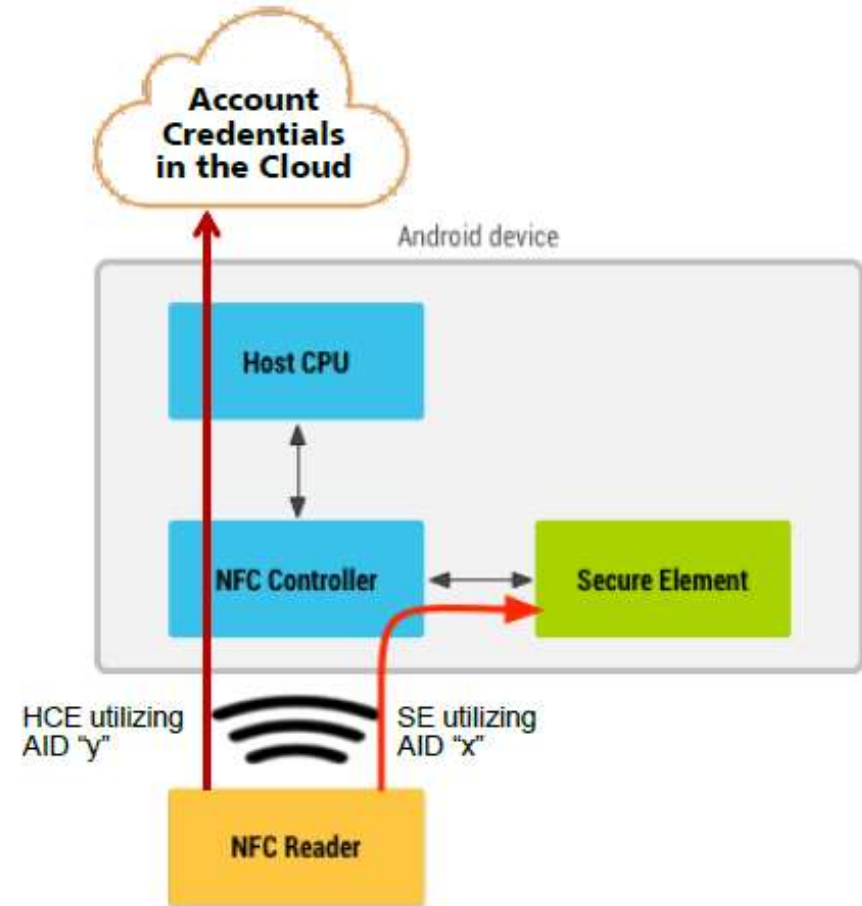 Account
Credentials
in the Cloud
Android device
Host CPU
NFC Controller
Secure Element
HCE utilizing
AID “y”
SE utilizing
AID “x”
NFC Reader